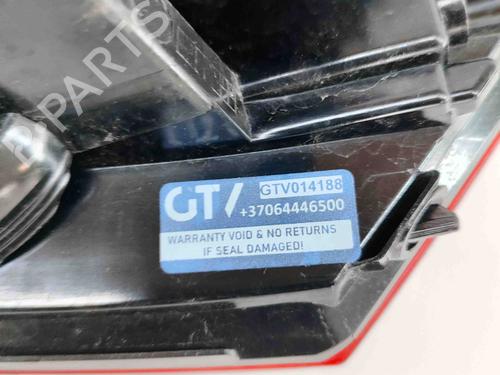 B-PARTS
GTV
GTV014188
+37064446500
WARRANTY VOID & NO RETURNS
IF SEAL DAMAGED!